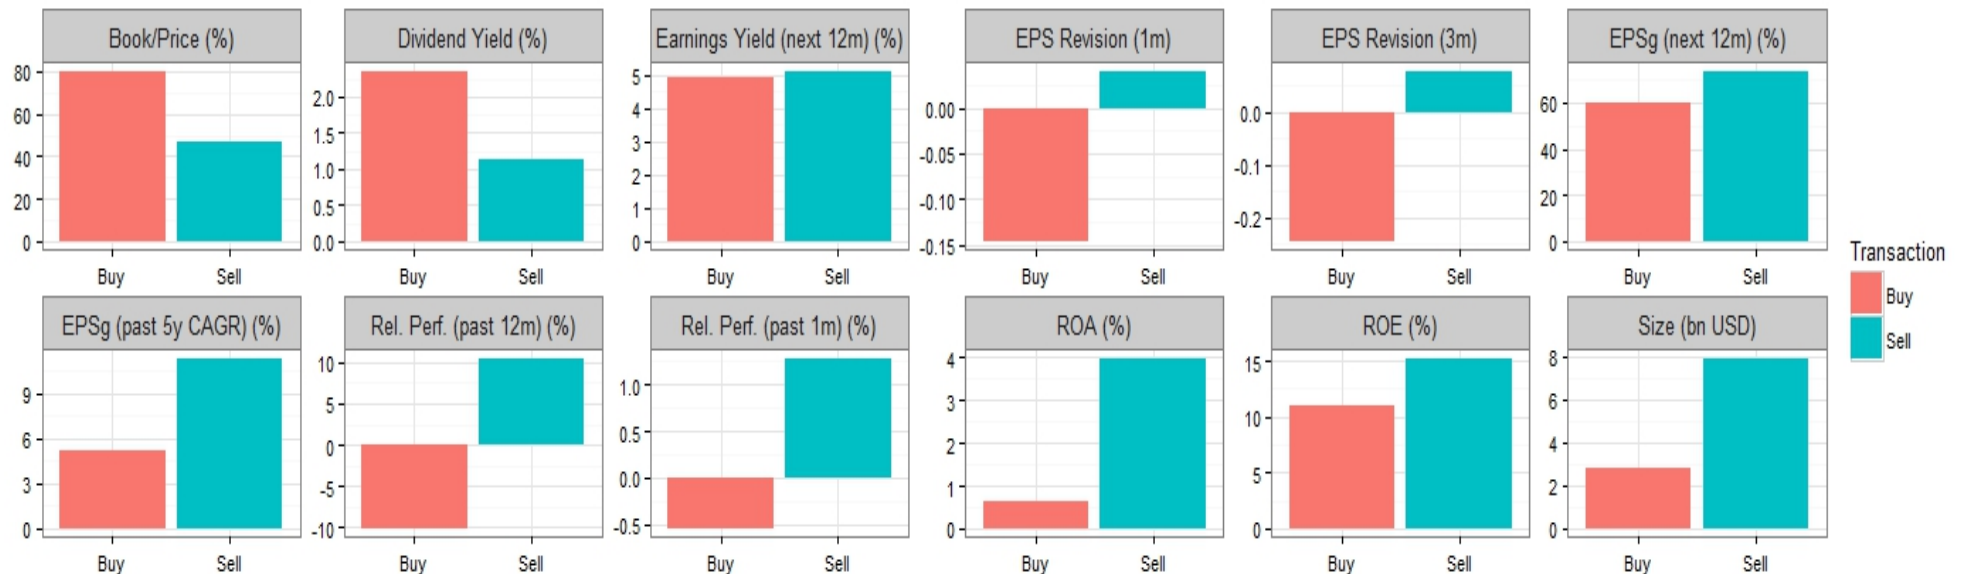 Book/Price (%)
80
60
40
20
0
Buy Sell
Dividend Yield (%)
2.0
1.5
1.0
0.5
0.0
Buy Sell
Earnings Yield (next 12m) (%)
5
4
3
2
1
0
Buy Sell
EPS Revision (1m)
0.00
-0.05
-0.10
-0.15
Buy Sell
EPS Revision (3m)
0.0
-0.1
-0.2
Buy Sell
EPSg (next 12m) (%)
60
40
20
0
Buy Sell
EPSg (past 5y CAGR) (%)
9
6
3
0
Buy Sell
Rel. Perf. (past 12m) (%)
10
5
0
-5
-10
Buy Sell
Rel. Perf. (past 1m) (%)
1.0
0.5
0.0
-0.5
Buy Sell
ROA (%)
4
3
2
1
0
Buy Sell
ROE (%)
15
10
5
0
Buy Sell
Size (bn USD)
8
6
4
2
0
Buy Sell
Transaction
Buy
Sell